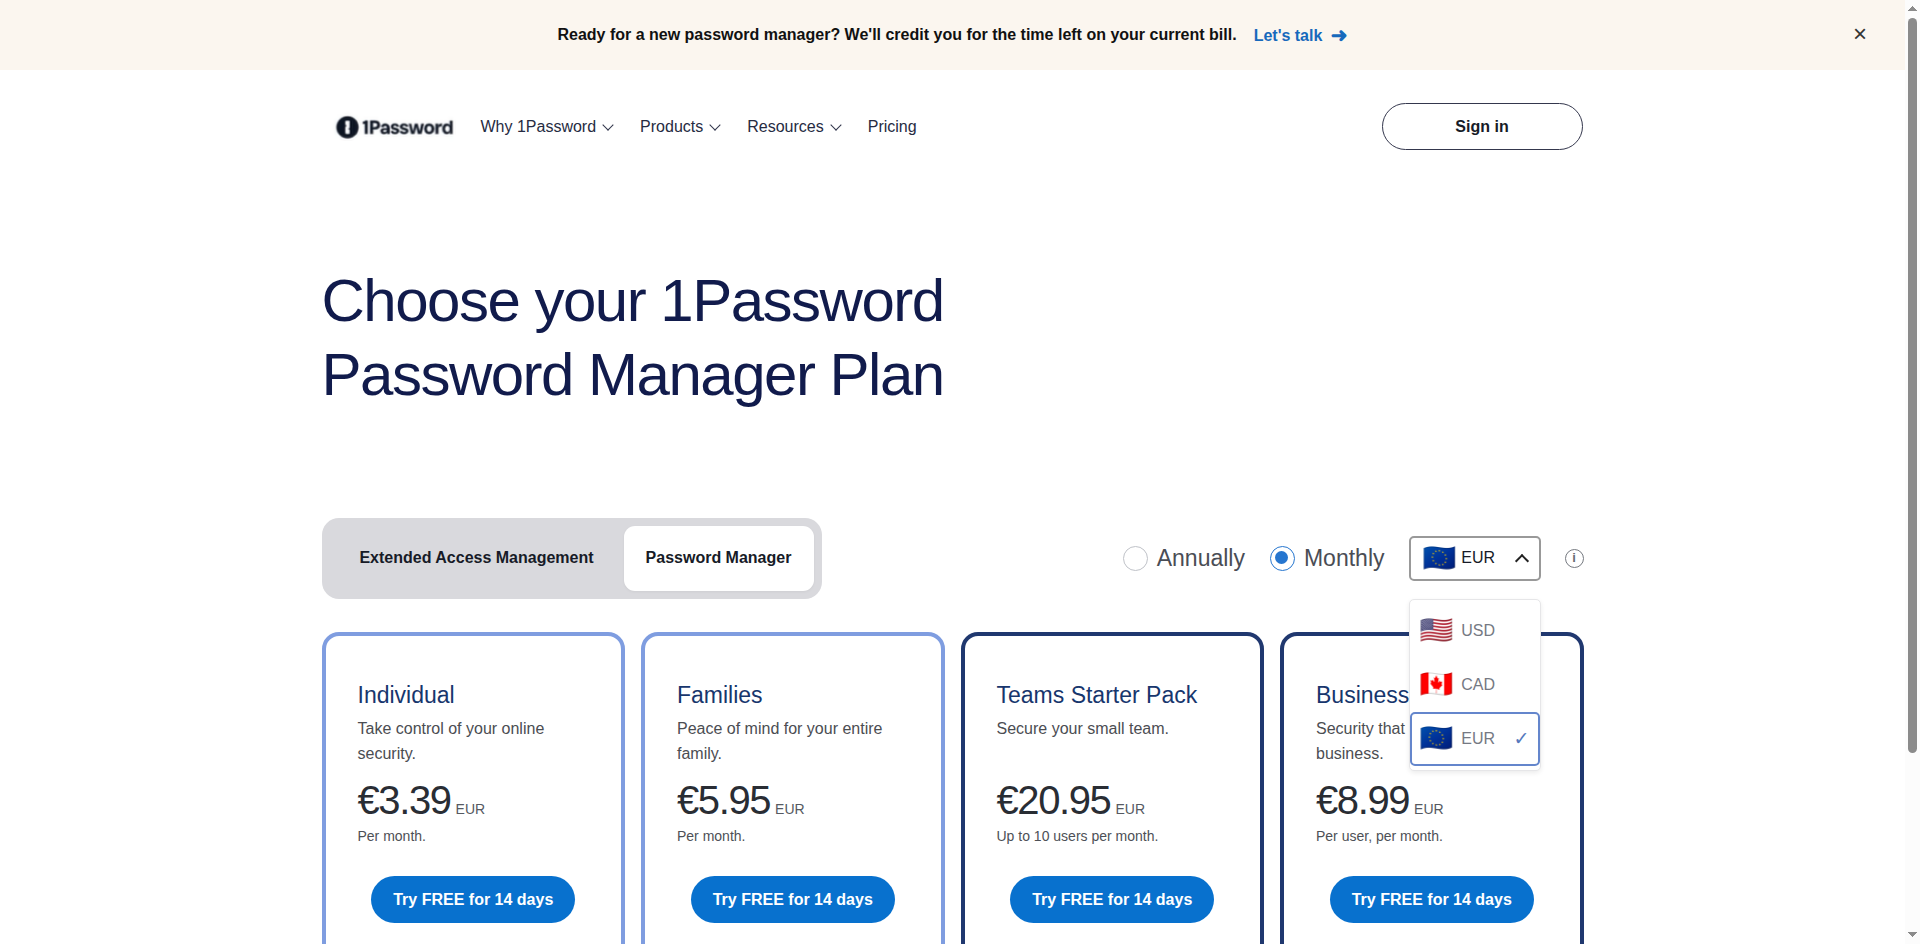 Ready for a new password manager? We'll credit you for the time left on your current bill. Let's talk ➜
✕
1Password Why 1Password Products Resources Pricing Sign in
Choose your 1Password
Password Manager Plan
Extended Access Management Password Manager
Annually Monthly EUR i
USD
CAD
EUR ✓
Individual
Take control of your online
security.
€3.39 EUR
Per month.
Try FREE for 14 days
Families
Peace of mind for your entire
family.
€5.95 EUR
Per month.
Try FREE for 14 days
Teams Starter Pack
Secure your small team.
€20.95 EUR
Up to 10 users per month.
Try FREE for 14 days
Business
Security that
business.
€8.99 EUR
Per user, per month.
Try FREE for 14 days